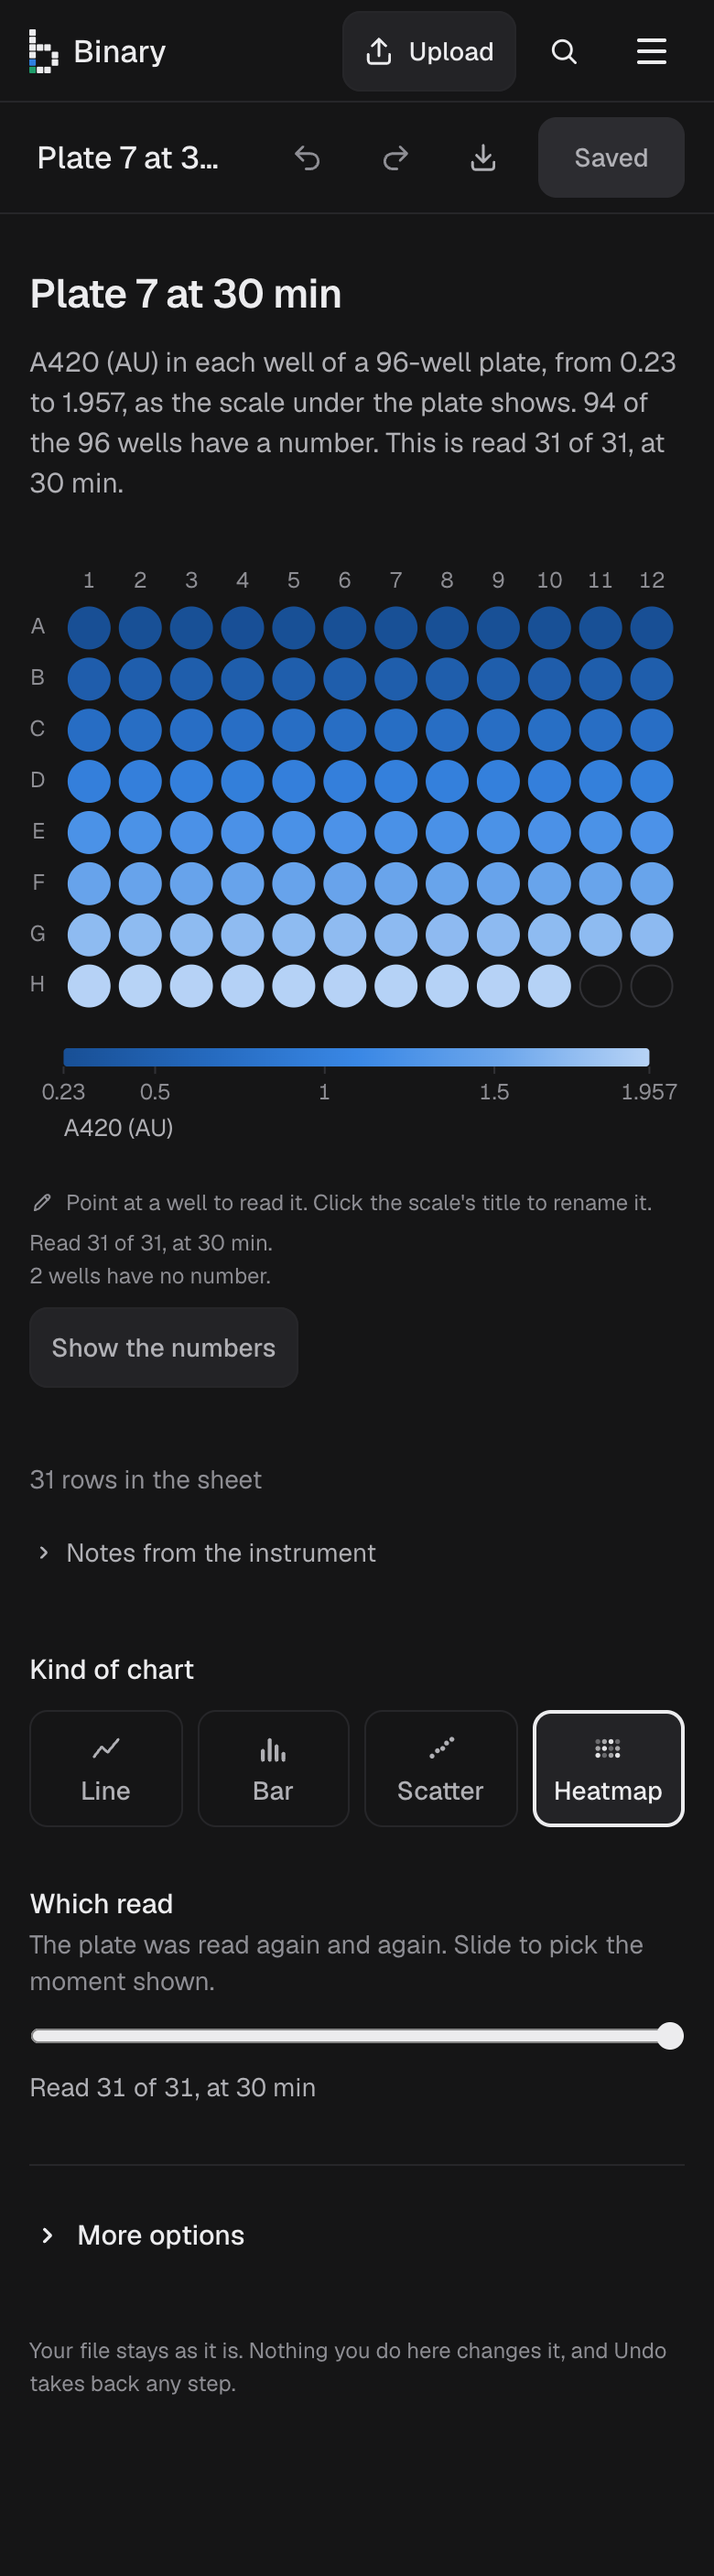 Binary
Upload
Plate 7 at 3...
Saved
Plate 7 at 30 min
A420 (AU) in each well of a 96-well plate, from 0.23
to 1.957, as the scale under the plate shows. 94 of
the 96 wells have a number. This is read 31 of 31, at
30 min.
1 2 3 4 5 6 7 8 9 10 11 12
A
B
C
D
E
F
G
H
0.23 0.5 1 1.5 1.957
A420 (AU)
Point at a well to read it. Click the scale's title to rename it.
Read 31 of 31, at 30 min.
2 wells have no number.
Show the numbers
31 rows in the sheet
Notes from the instrument
Kind of chart
Line Bar Scatter Heatmap
Which read
The plate was read again and again. Slide to pick the
moment shown.
Read 31 of 31, at 30 min
More options
Your file stays as it is. Nothing you do here changes it, and Undo
takes back any step.